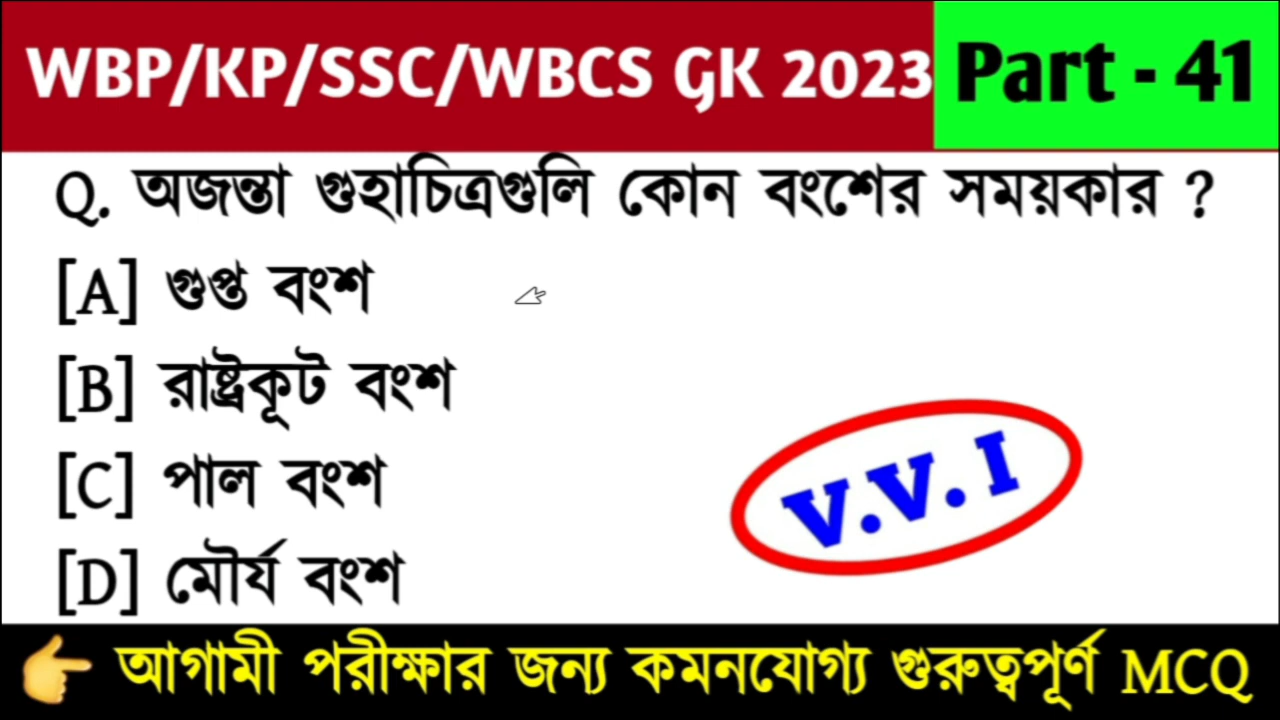 WBP/KP/SSC/WBCS GK 2023 Part - 41
Q. অজন্তা গুহাচিত্রগুলি কোন বংশের সময়কার ?
[A] গুপ্ত বংশ
[B] রাষ্ট্রকূট বংশ
[C] পাল বংশ
[D] মৌর্য বংশ
V.V.I
👉 আগামী পরীক্ষার জন্য কমনযোগ্য গুরুত্বপূর্ণ MCQ